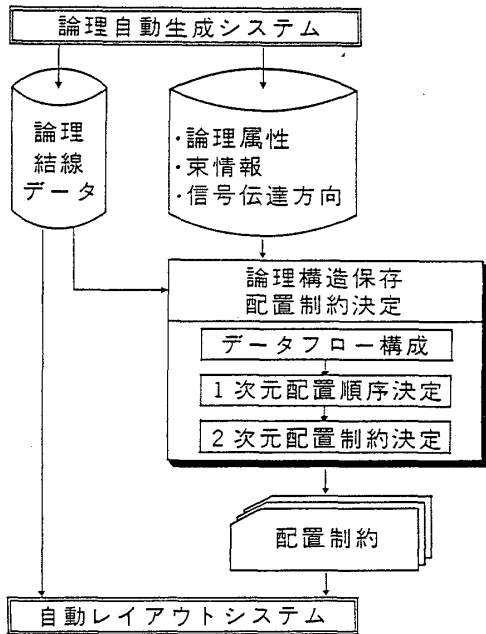 論理自動生成システム
論理
結線
データ
・論理属性
・束情報
・信号伝達方向
論理構造保存
配置制約決定
データフロー構成
1次元配置順序決定
2次元配置制約決定
配置制約
自動レイアウトシステム